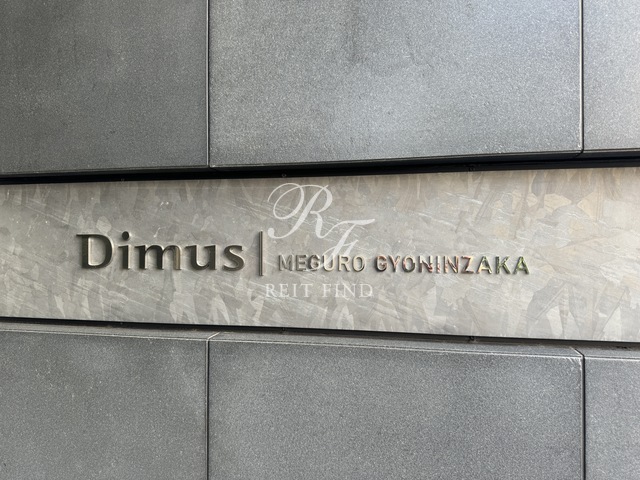 Dimus | MEGURO GYONINZAKA
RF
REIT FIND